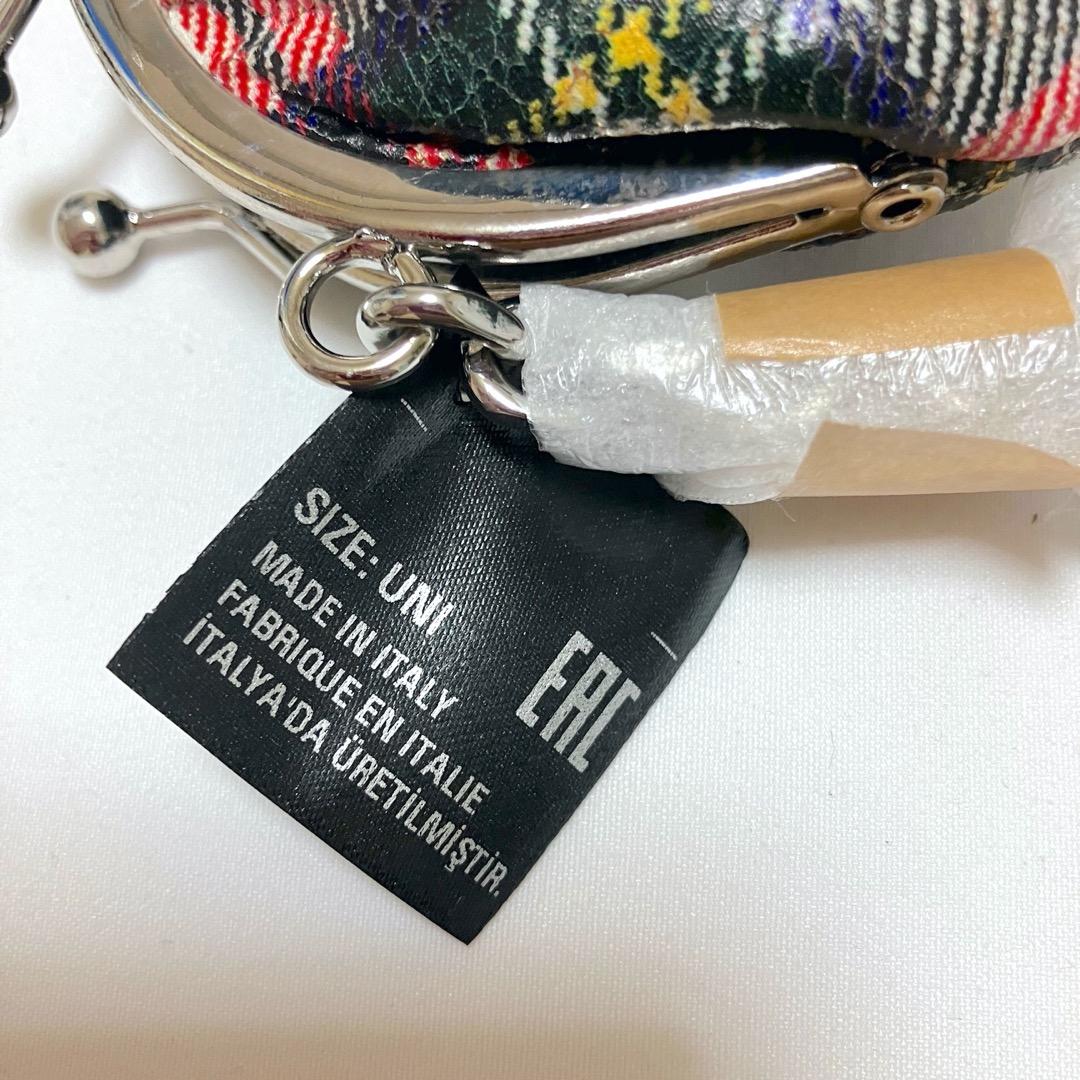 SIZE: UNI
MADE IN ITALY
FABRIQUE EN ITALIE
İTALYA'DA ÜRETİLMİŞTİR.
EAC